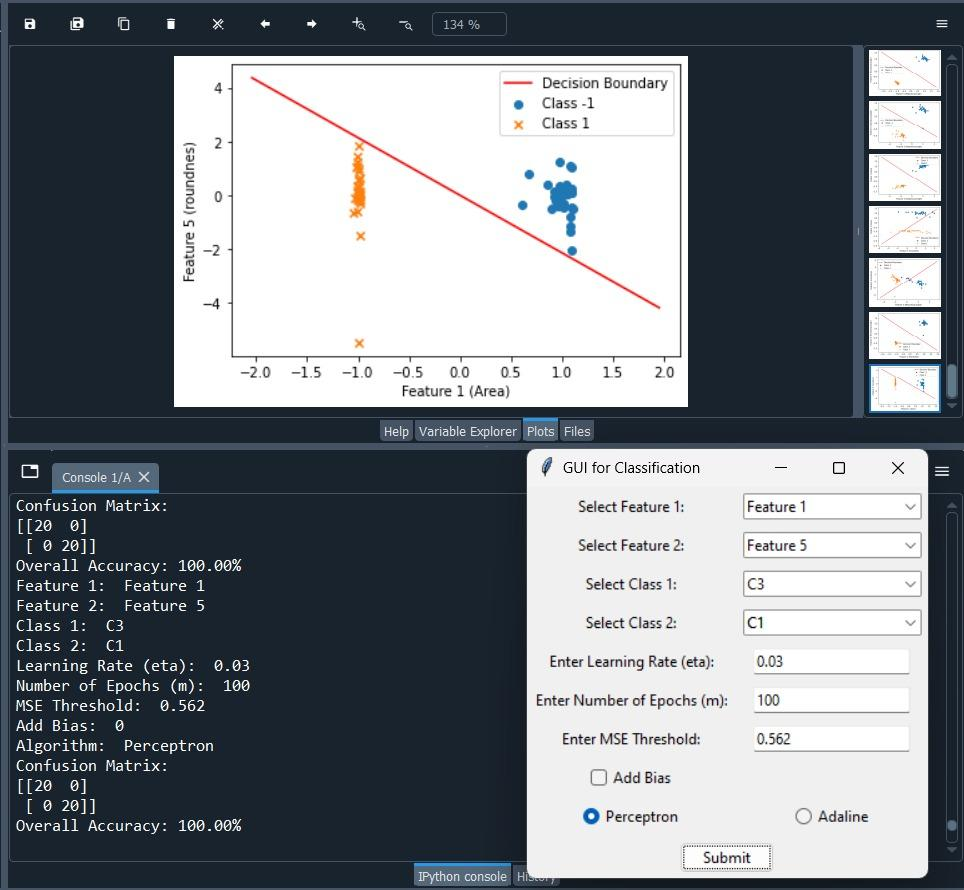 134 %
Decision Boundary
Class -1
Class 1
Feature 5 (roundnes)
4
2
0
−2
−4
−2.0 −1.5 −1.0 −0.5 0.0 0.5 1.0 1.5 2.0
Feature 1 (Area)
Help Variable Explorer Plots Files
Console 1/A
Confusion Matrix:
[[20  0]
 [ 0 20]]
Overall Accuracy: 100.00%
Feature 1:  Feature 1
Feature 2:  Feature 5
Class 1:  C3
Class 2:  C1
Learning Rate (eta):  0.03
Number of Epochs (m):  100
MSE Threshold:  0.562
Add Bias:  0
Algorithm:  Perceptron
Confusion Matrix:
[[20  0]
 [ 0 20]]
Overall Accuracy: 100.00%
IPython console History
GUI for Classification
Select Feature 1: Feature 1
Select Feature 2: Feature 5
Select Class 1: C3
Select Class 2: C1
Enter Learning Rate (eta): 0.03
Enter Number of Epochs (m): 100
Enter MSE Threshold: 0.562
Add Bias
Perceptron Adaline
Submit